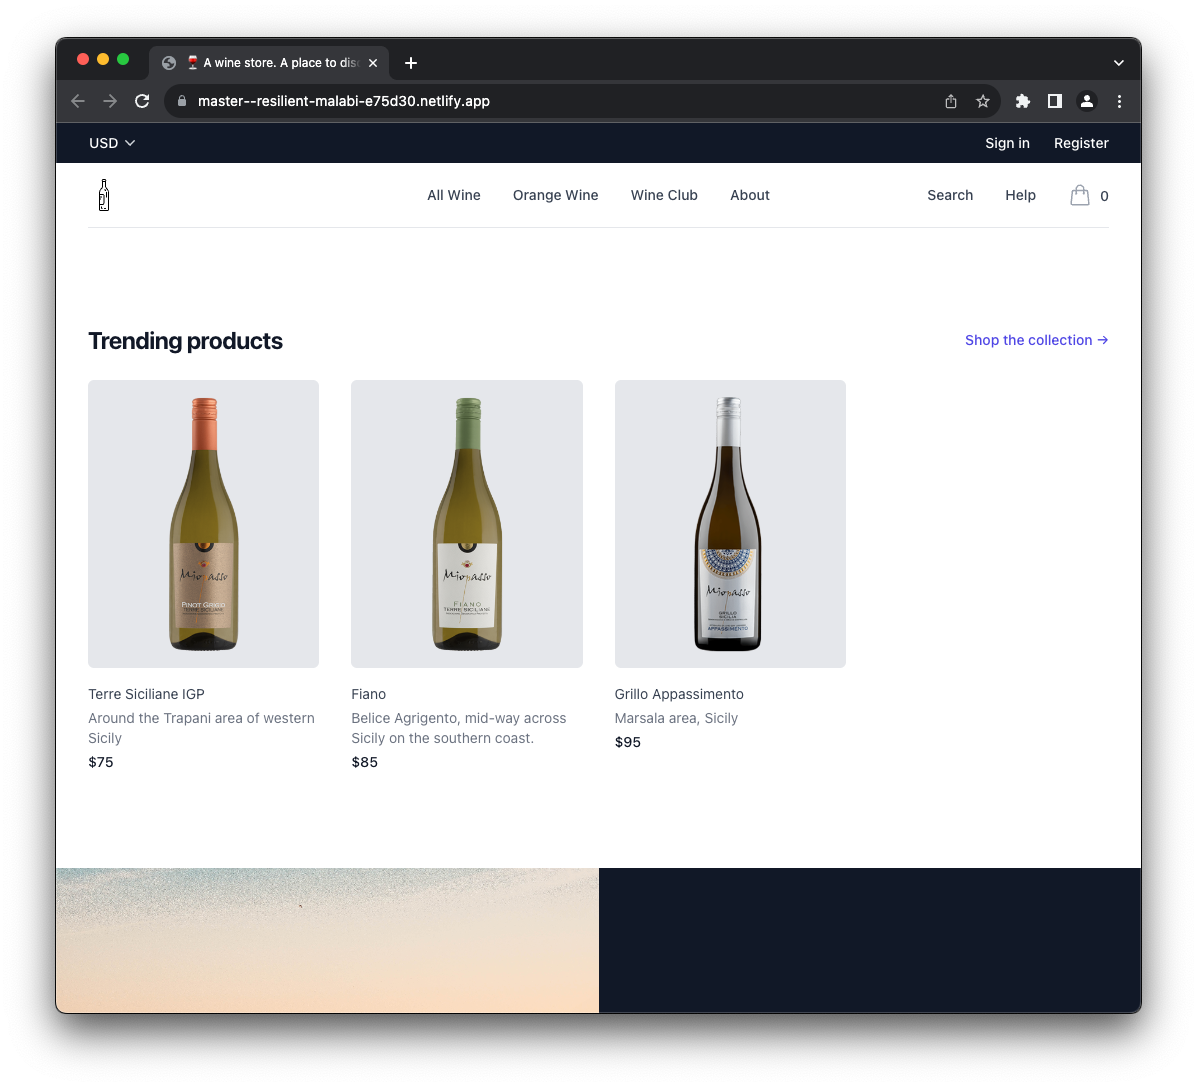 A wine store. A place to dis
master--resilient-malabi-e75d30.netlify.app
USD
Sign in
Register
All Wine
Orange Wine
Wine Club
About
Search
Help
0
Trending products
Shop the collection →
Miopasso
PINOT GRIGIO
TERRE SICILIANE
Miopasso
FIANO
TERRE SICILIANE
Miopasso
GRILLO
SICILIA
APPASSIMENTO
Terre Siciliane IGP
Around the Trapani area of western
Sicily
$75
Fiano
Belice Agrigento, mid-way across
Sicily on the southern coast.
$85
Grillo Appassimento
Marsala area, Sicily
$95